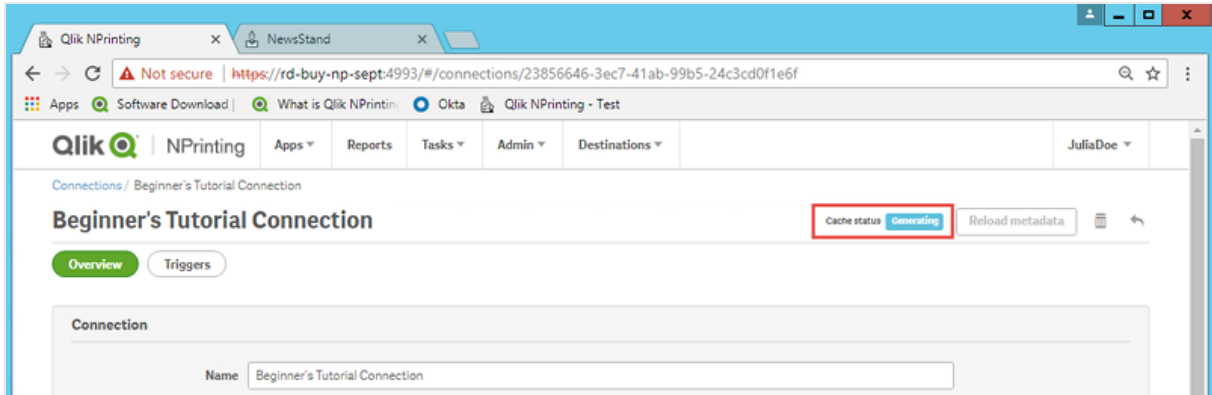 Qlik NPrinting NewsStand
Not secure | https://rd-buy-np-sept:4993/#/connections/23856646-3ec7-41ab-99b5-24c3cd0f1e6f
Apps Software Download | What is Qlik NPrinting Okta Qlik NPrinting - Test
Qlik NPrinting Apps Reports Tasks Admin Destinations JuliaDoe
Connections / Beginner's Tutorial Connection
Beginner's Tutorial Connection Cache status Generating Reload metadata
Overview Triggers
Connection
Name Beginner's Tutorial Connection